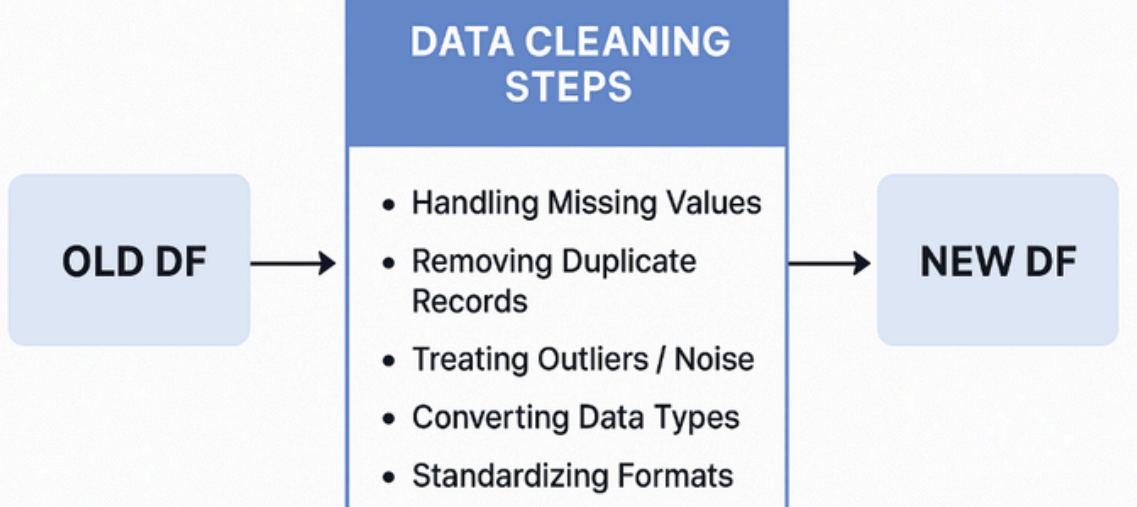 DATA CLEANING
STEPS
OLD DF
• Handling Missing Values
• Removing Duplicate
Records
• Treating Outliers / Noise
• Converting Data Types
• Standardizing Formats
NEW DF